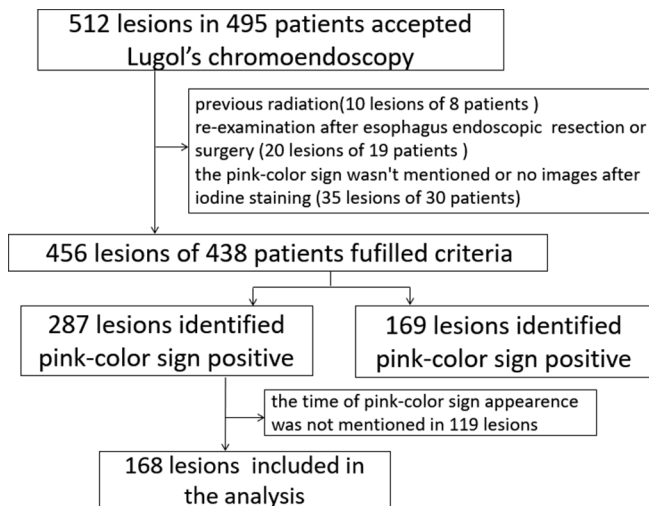 512 lesions in 495 patients accepted
Lugol's chromoendoscopy
previous radiation(10 lesions of 8 patients )
re-examination after esophagus endoscopic resection or
surgery (20 lesions of 19 patients )
the pink-color sign wasn't mentioned or no images after
iodine staining (35 lesions of 30 patients)
456 lesions of 438 patients fufilled criteria
287 lesions identified
pink-color sign positive
169 lesions identified
pink-color sign positive
the time of pink-color sign appearence
was not mentioned in 119 lesions
168 lesions included in
the analysis